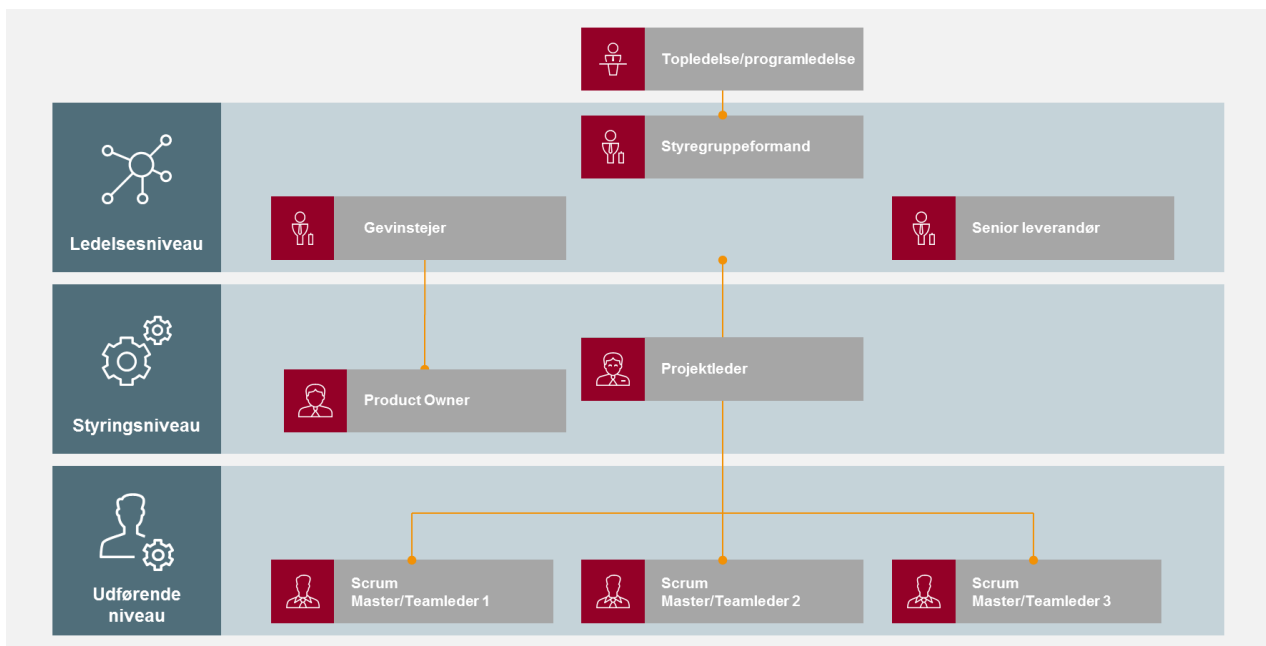 Topledelse/programledelse
Styregruppeformand
Ledelsesniveau
Gevinstejer
Senior leverandør
Styringsniveau
Product Owner
Projektleder
Udførende
niveau
Scrum
Master/Teamleder 1
Scrum
Master/Teamleder 2
Scrum
Master/Teamleder 3